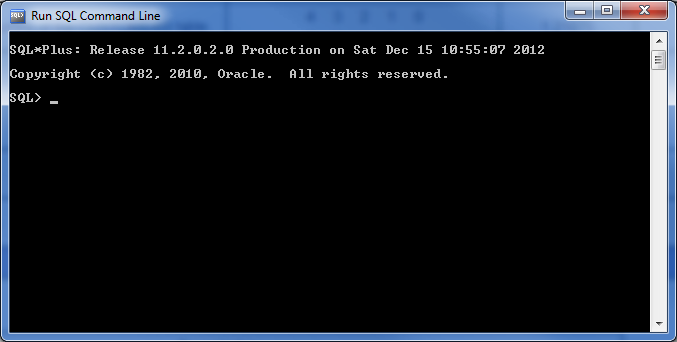 Run SQL Command Line
SQL*Plus: Release 11.2.0.2.0 Production on Sat Dec 15 10:55:07 2012
Copyright (c) 1982, 2010, Oracle.  All rights reserved.
SQL> _